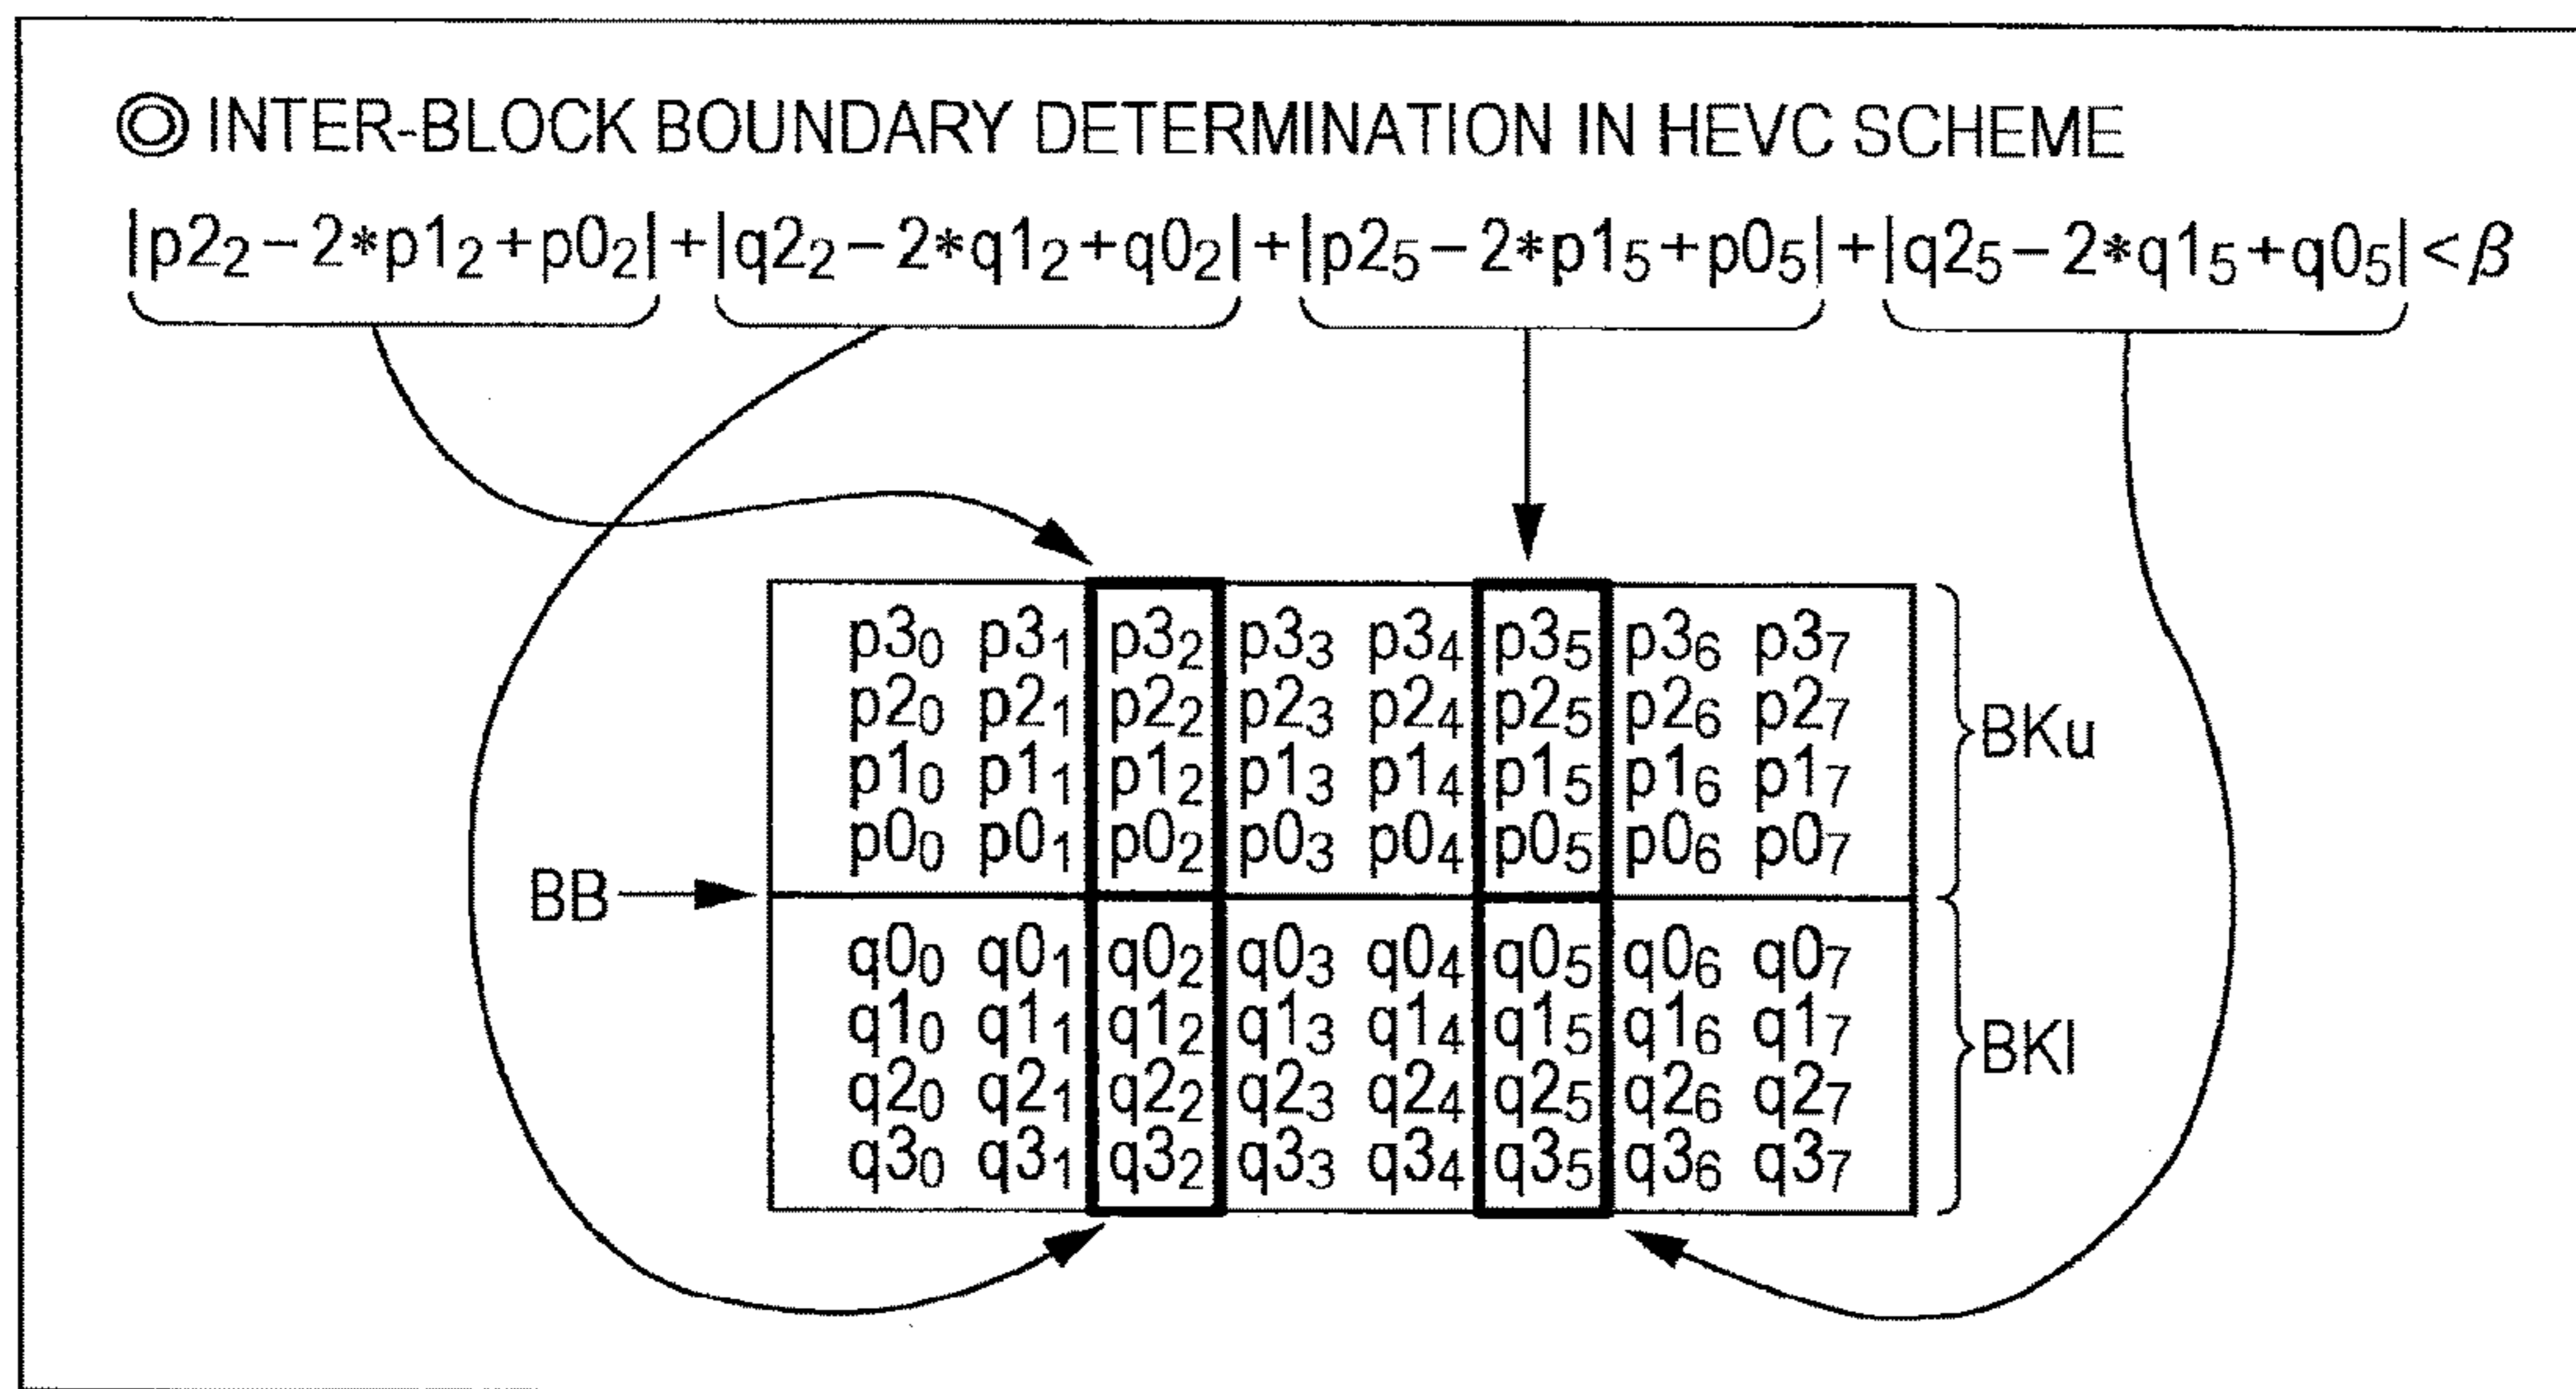 ◎ INTER-BLOCK BOUNDARY DETERMINATION IN HEVC SCHEME
|p2₂−2*p1₂+p0₂|+|q2₂−2*q1₂+q0₂|+|p2₅−2*p1₅+p0₅|+|q2₅−2*q1₅+q0₅|<β
p3₀ p3₁ p3₂ p3₃ p3₄ p3₅ p3₆ p3₇
p2₀ p2₁ p2₂ p2₃ p2₄ p2₅ p2₆ p2₇
BKu
p1₀ p1₁ p1₂ p1₃ p1₄ p1₅ p1₆ p1₇
p0₀ p0₁ p0₂ p0₃ p0₄ p0₅ p0₆ p0₇
BB
q0₀ q0₁ q0₂ q0₃ q0₄ q0₅ q0₆ q0₇
q1₀ q1₁ q1₂ q1₃ q1₄ q1₅ q1₆ q1₇
BKl
q2₀ q2₁ q2₂ q2₃ q2₄ q2₅ q2₆ q2₇
q3₀ q3₁ q3₂ q3₃ q3₄ q3₅ q3₆ q3₇